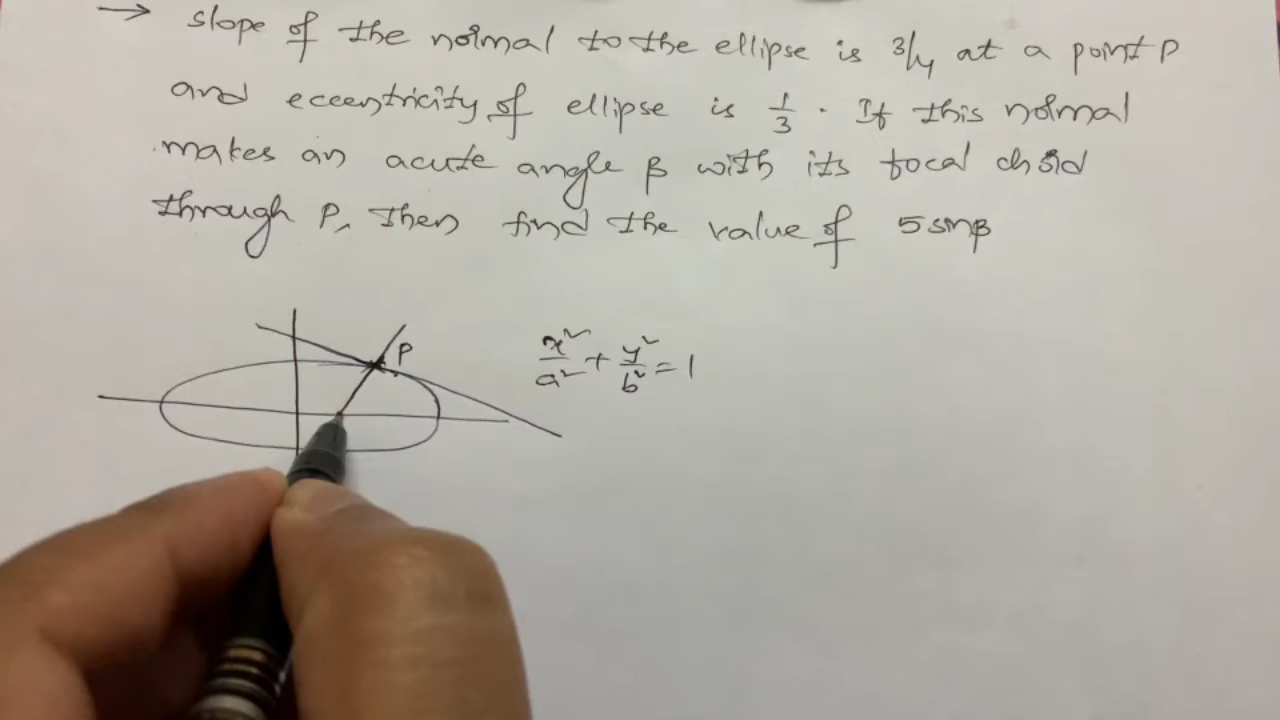 → slope of the normal to the ellipse is 3/4 at a point P
and eccentricity of ellipse is 1/3 . If this normal
makes an acute angle β with its focal chord
through P, then find the value of 5 sinβ
P
x²/a² + y²/b² = 1